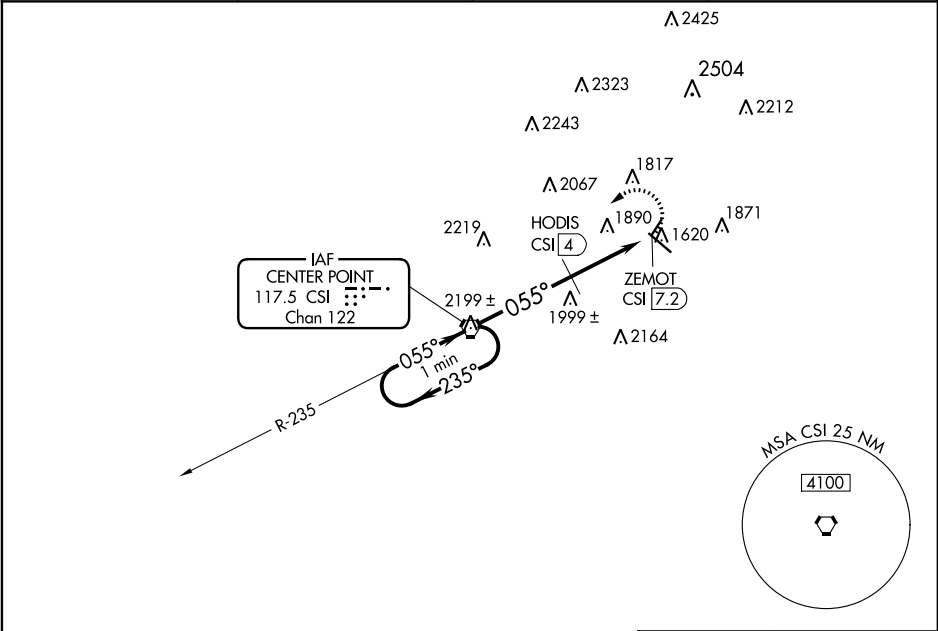 2425
2504
2323
2212
2243
1817
2067
HODIS
CSI 4
1890
1871
2219
1620
IAF
CENTER POINT
117.5 CSI
Chan 122
ZEMOT
CSI 7.2
2199 ±
055°
1999 ±
2164
055°
1 min
235°
R-235
MSA CSI 25 NM
4100